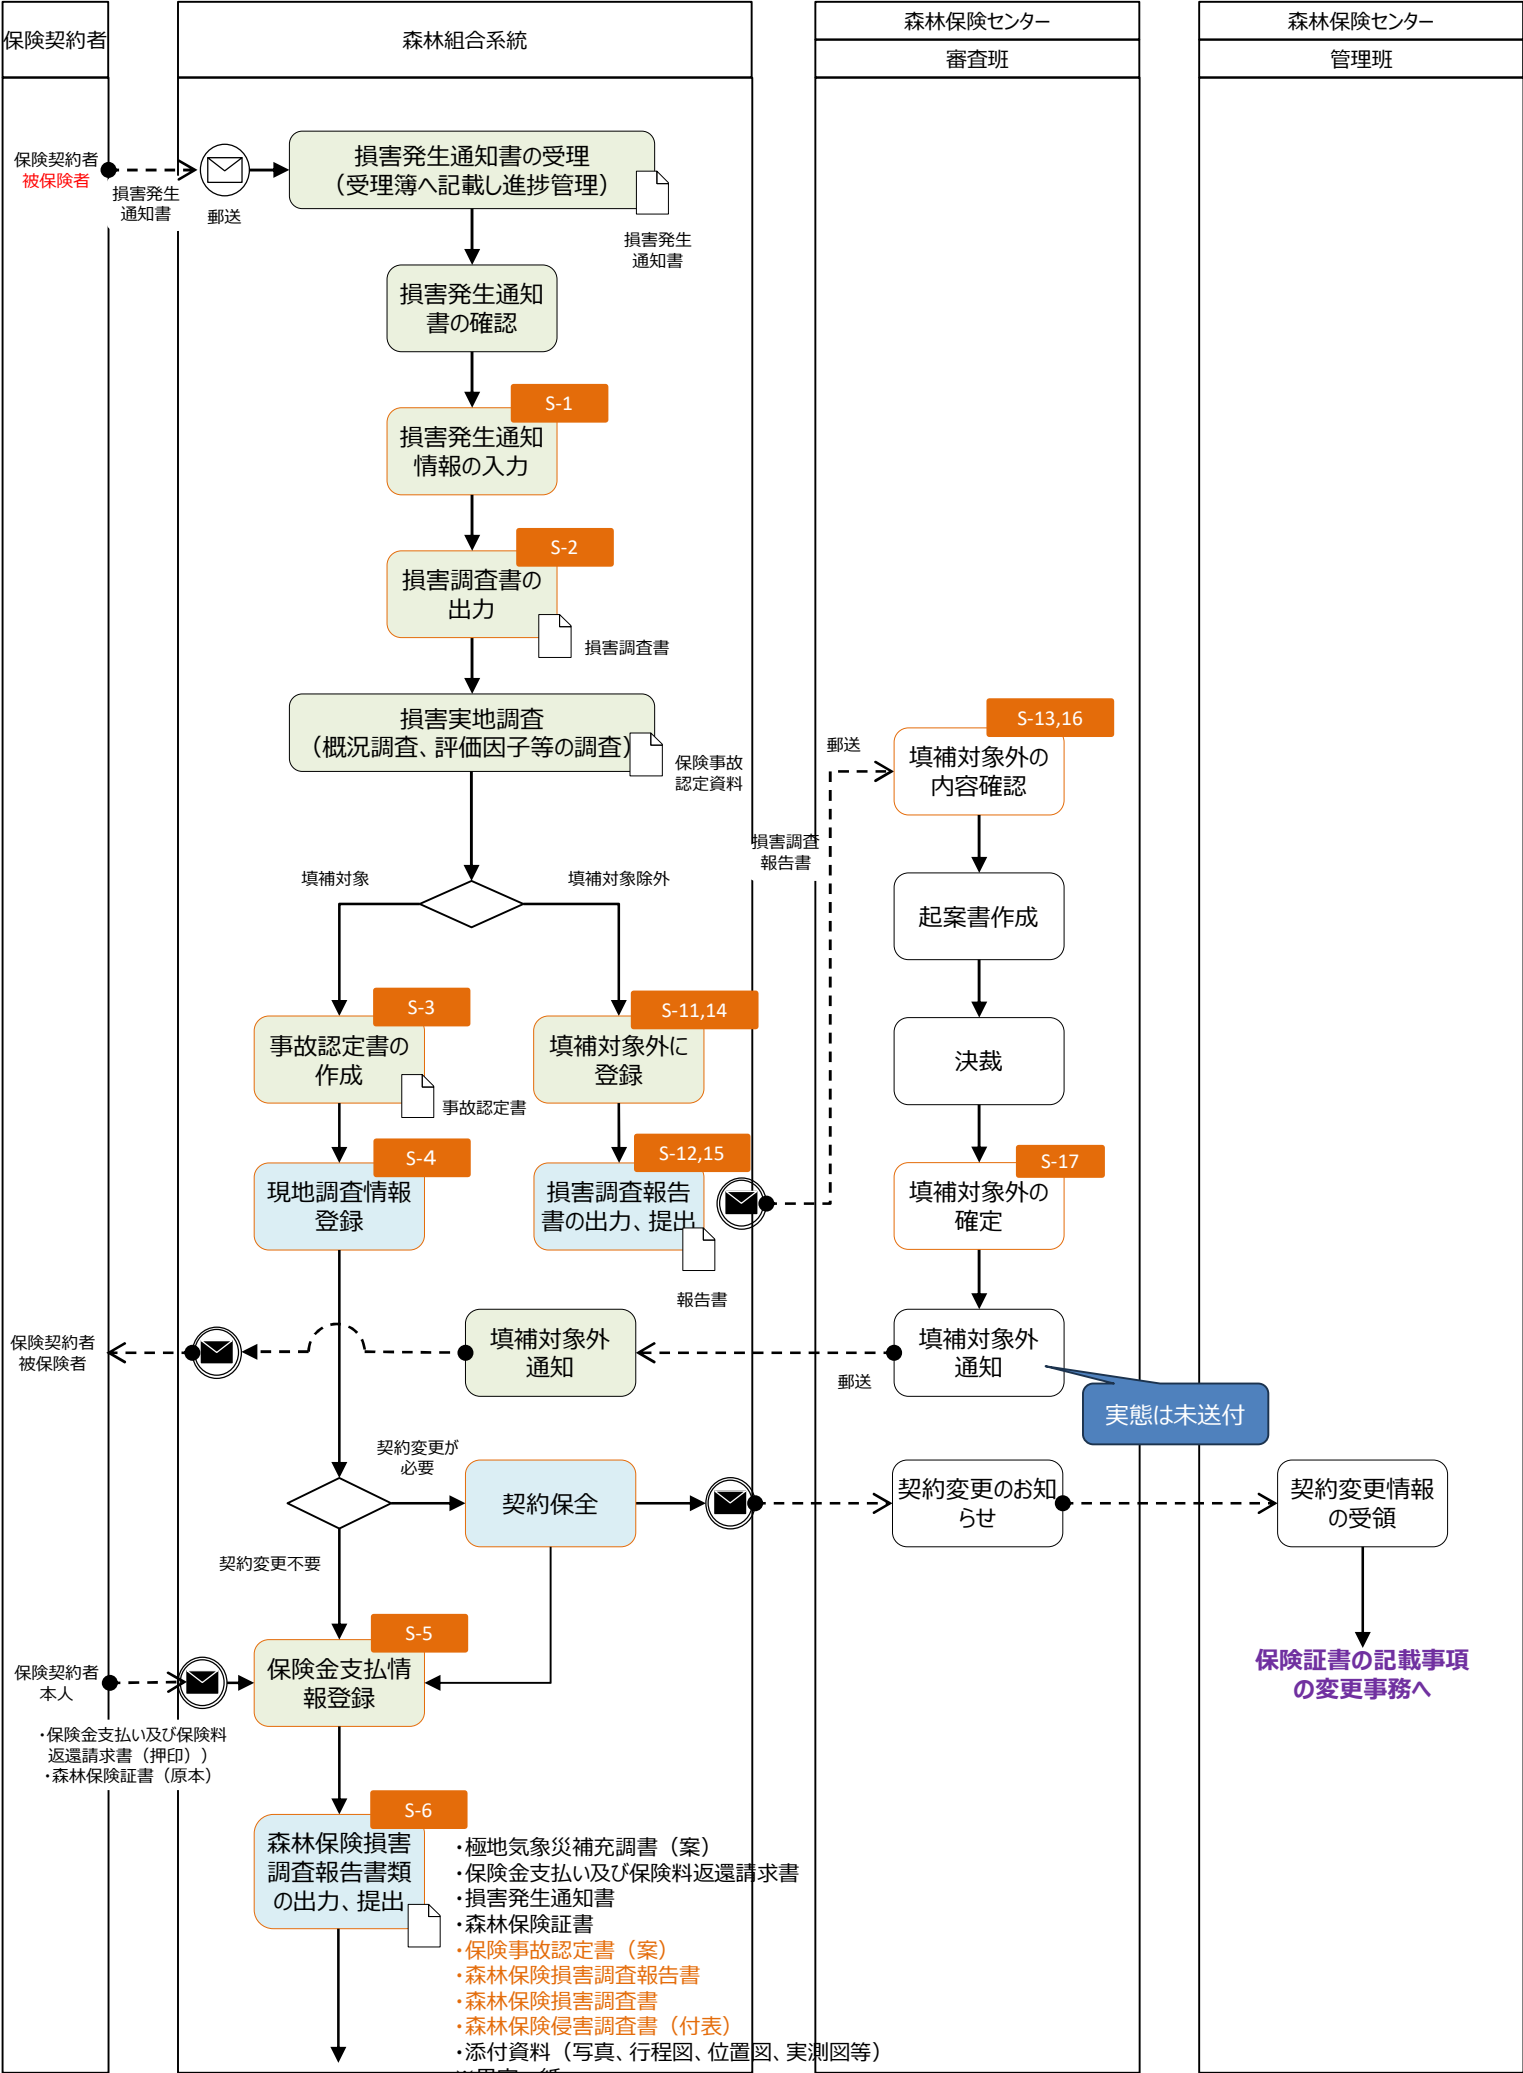 保険契約者
森林組合系統
森林保険センター
審査班
森林保険センター
管理班
保険契約者
被保険者
損害発生
通知書
郵送
損害発生通知書の受理
（受理簿へ記載し進捗管理）
損害発生
通知書
損害発生通知
書の確認
S-1
損害発生通知
情報の入力
S-2
損害調査書の
出力
損害調査書
損害実地調査
（概況調査、評価因子等の調査）
保険事故
認定資料
填補対象
填補対象除外
郵送
損害調査
報告書
S-13,16
填補対象外の
内容確認
起案書作成
決裁
S-17
填補対象外の
確定
S-3
事故認定書の
作成
事故認定書
S-11,14
填補対象外に
登録
S-4
現地調査情報
登録
S-12,15
損害調査報告
書の出力、提出
報告書
保険契約者
被保険者
填補対象外
通知
郵送
填補対象外
通知
実態は未送付
契約変更が
必要
契約保全
契約変更のお知
らせ
契約変更情報
の受領
契約変更不要
保険証書の記載事項
の変更事務へ
保険契約者
本人
・保険金支払い及び保険料
返還請求書（押印））
・森林保険証書（原本）
S-5
保険金支払情
報登録
S-6
森林保険損害
調査報告書類
の出力、提出
・極地気象災補充調書（案）
・保険金支払い及び保険料返還請求書
・損害発生通知書
・森林保険証書
・保険事故認定書（案）
・森林保険損害調査報告書
・森林保険損害調査書
・森林保険侵害調査書（付表）
・添付資料（写真、行程図、位置図、実測図等）